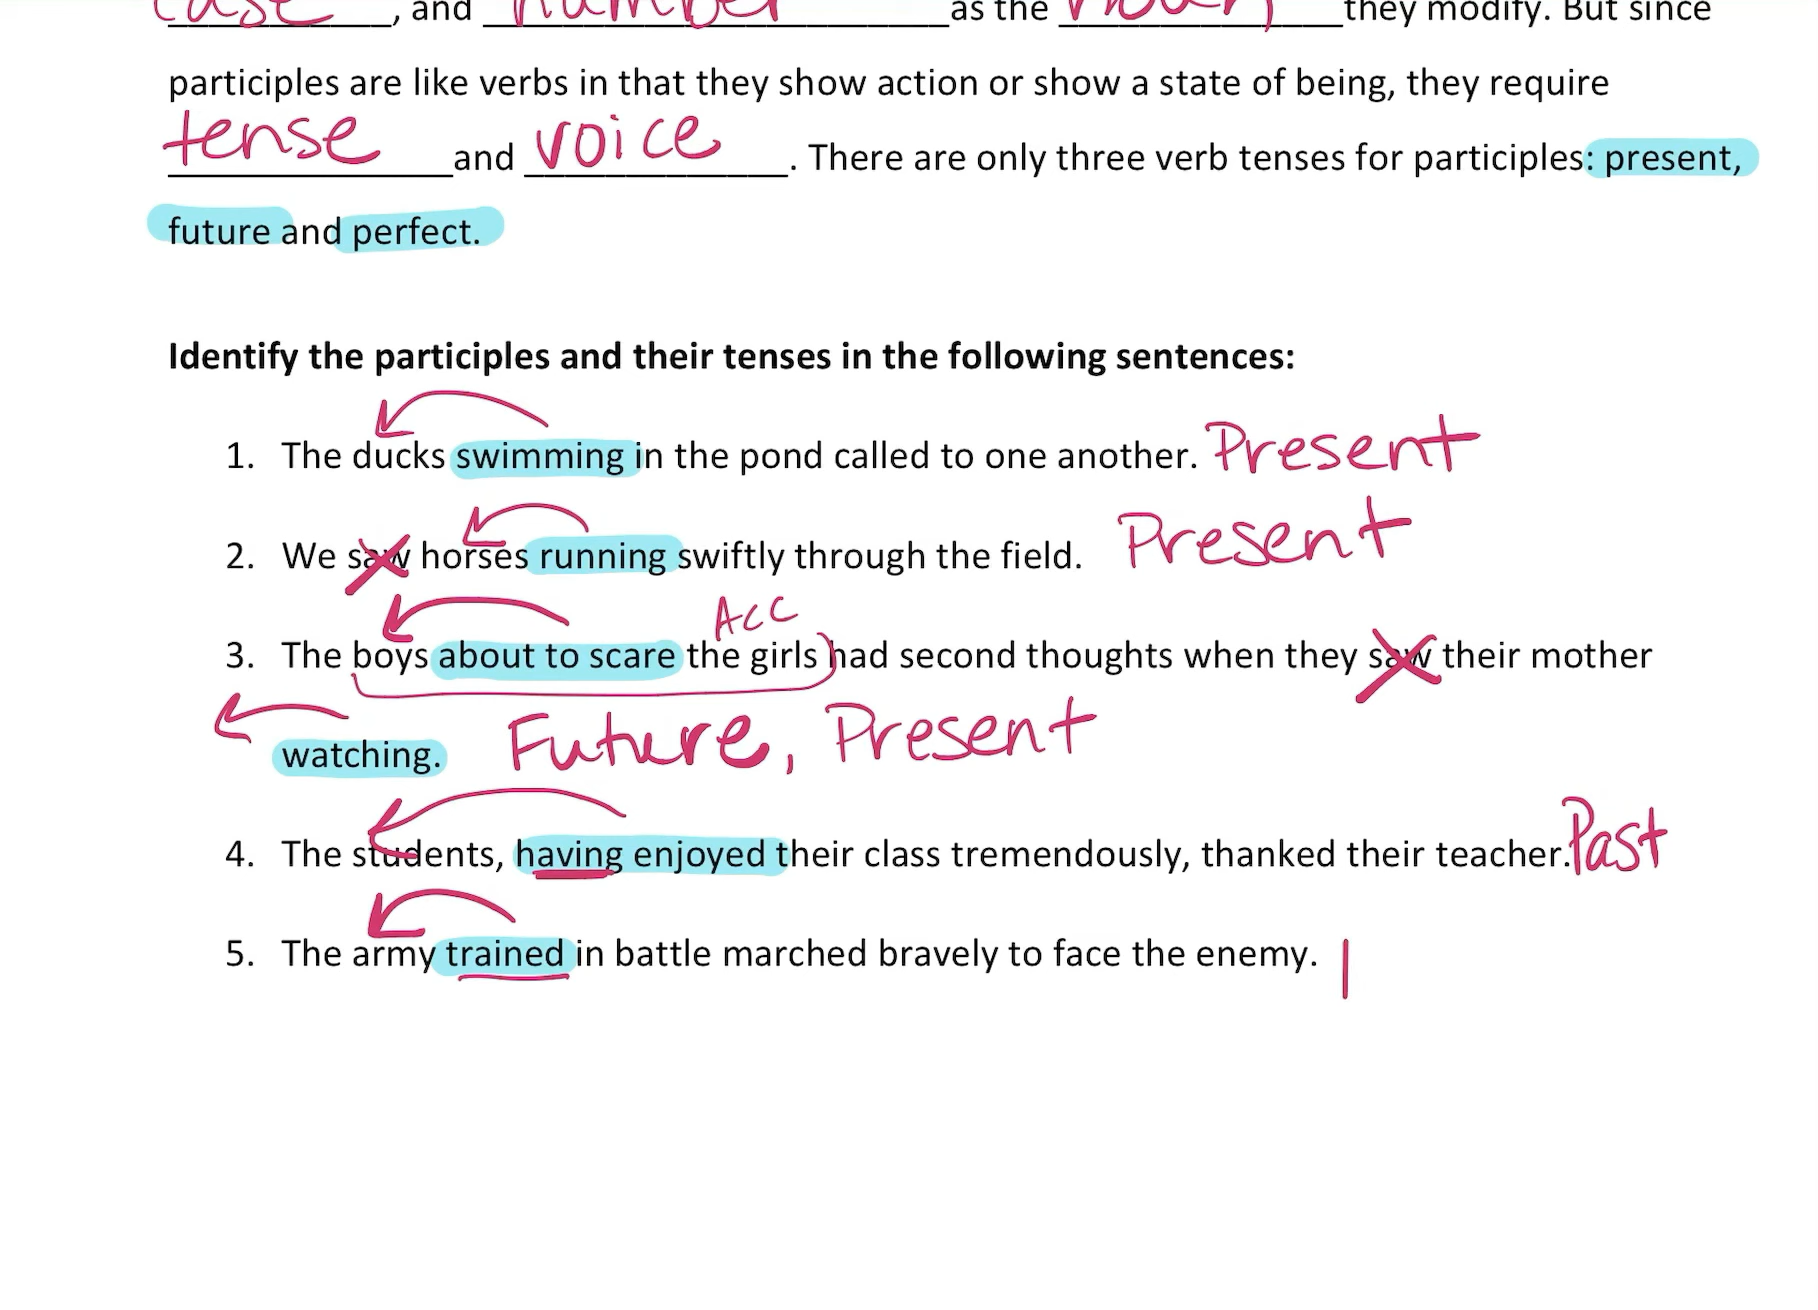 case, and number as the noun they modify. But since
participles are like verbs in that they show action or show a state of being, they require
tense and voice. There are only three verb tenses for participles: present,
future and perfect.
Identify the participles and their tenses in the following sentences:
1. The ducks swimming in the pond called to one another. Present
2. We saw horses running swiftly through the field. Present
Acc
3. The boys about to scare the girls) had second thoughts when they saw their mother
watching. Future, Present
4. The students, having enjoyed their class tremendously, thanked their teacher. Past
5. The army trained in battle marched bravely to face the enemy. |